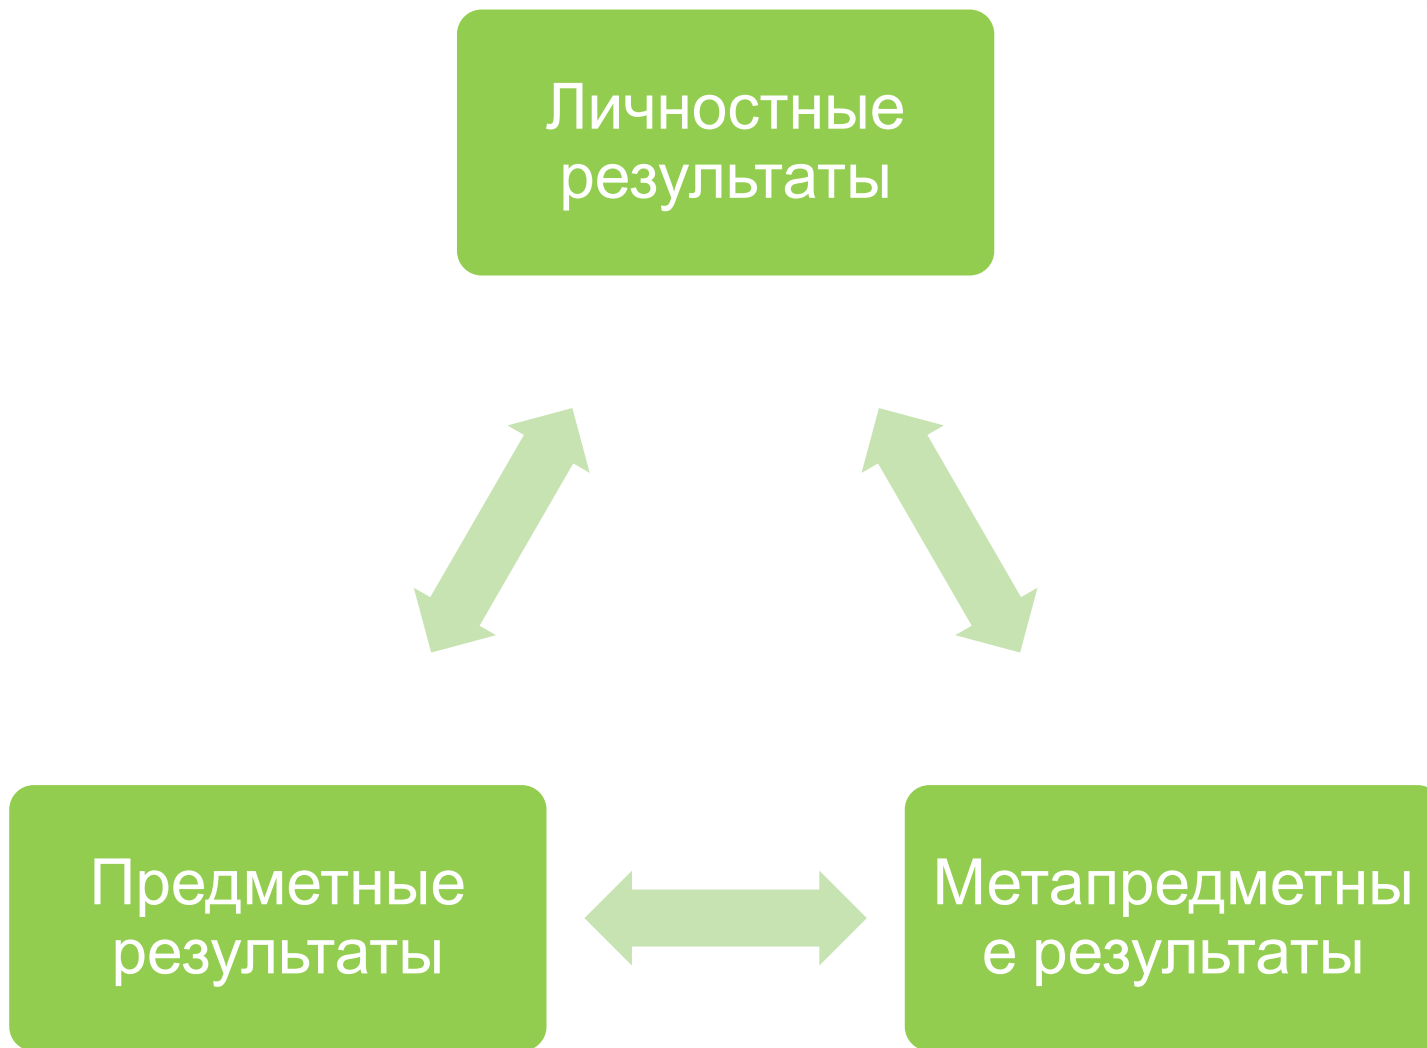 Личностные
результаты
Предметные
результаты
Метапредметны
е результаты